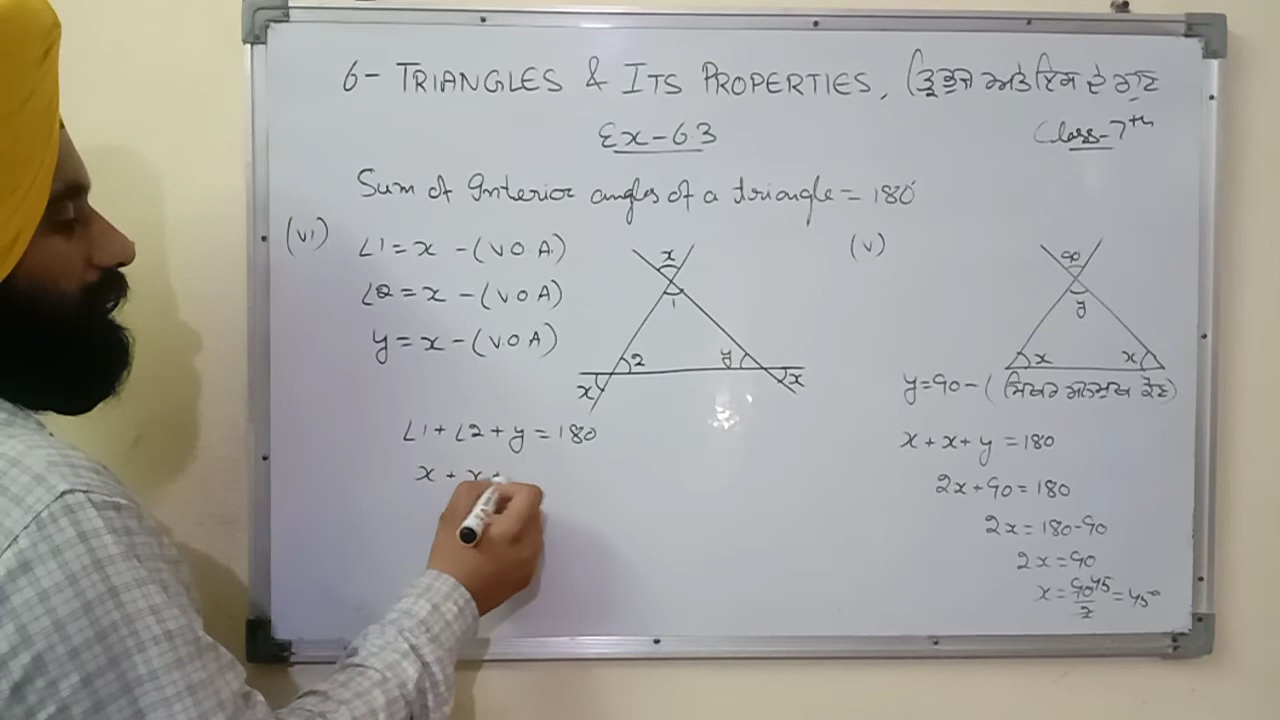 6- TRIANGLES & ITS PROPERTIES, ਤ੍ਰਿਭੁਜ ਅਤੇ ਇਸ ਦੇ ਗੁਣ
Ex-6.3
Class-7th
Sum of Interior angles of a triangle = 180°
(vi)
∠1 = x - (V O A)
∠2 = x - (V O A)
y = x - (V.O A)
x
1
2
y
x
x
∠1 + ∠2 + y = 180
x + x +
(v)
90
y
x
x
y = 90 - (ਸਿਖਰ ਸਨਮੁਖ ਕੋਣ)
x + x + y = 180
2x + 90 = 180
2x = 180-90
2x = 90
x = 90/2 45 = 45°